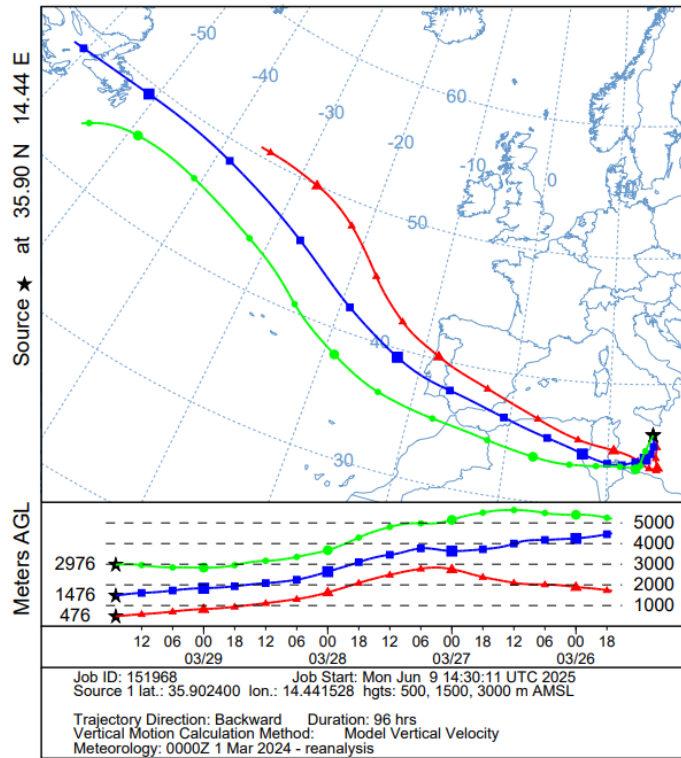 -50
-40
-30
60
-20
-10
0
10
50
40
30
Source ★ at 35.90 N 14.44 E
Meters AGL
2976
1476
476
5000
4000
3000
2000
1000
12 06 00 18 12 06 00 18 12 06 00 18 12 06 00 18
03/29 03/28 03/27 03/26
Job ID: 151968 Job Start: Mon Jun 9 14:30:11 UTC 2025
Source 1 lat.: 35.902400 lon.: 14.441528 hgts: 500, 1500, 3000 m AMSL
Trajectory Direction: Backward Duration: 96 hrs
Vertical Motion Calculation Method: Model Vertical Velocity
Meteorology: 0000Z 1 Mar 2024 - reanalysis